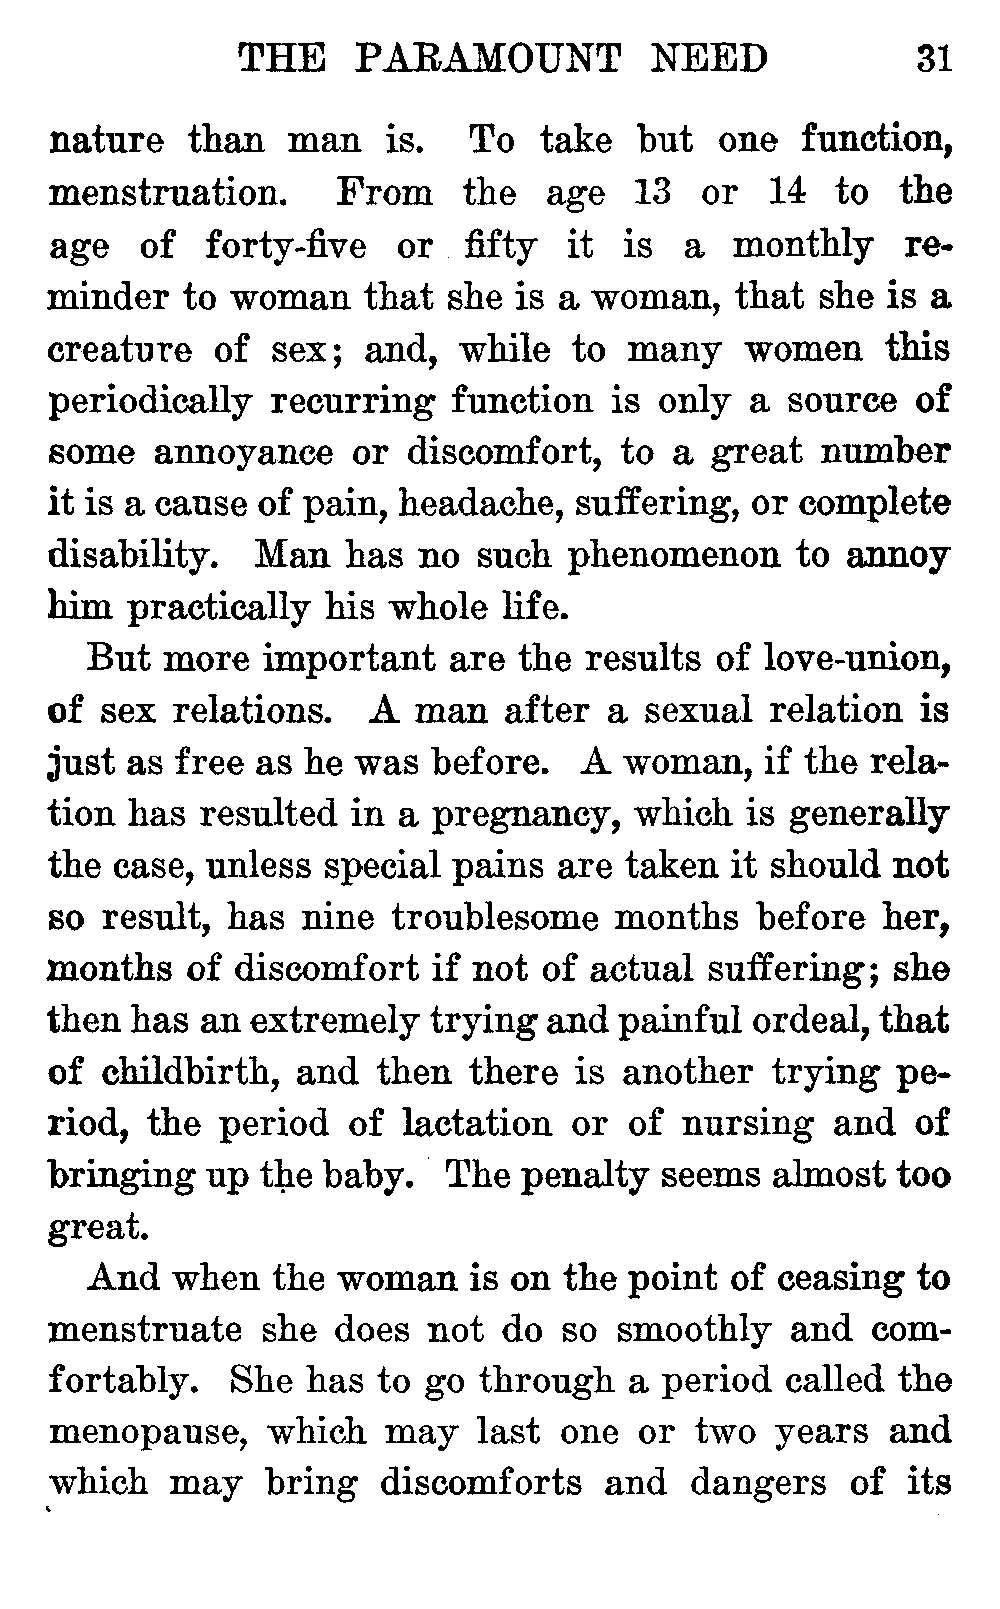 THE PARAMOUNT NEED 31
nature than man is. To take but one function,
menstruation. From the age 13 or 14 to the
age of forty-five or fifty it is a monthly re-
minder to woman that she is a woman, that she is a
creature of sex; and, while to many women this
periodically recurring function is only a source of
some annoyance or discomfort, to a great number
it is a cause of pain, headache, suffering, or complete
disability. Man has no such phenomenon to annoy
him practically his whole life.
But more important are the results of love-union,
of sex relations. A man after a sexual relation is
just as free as he was before. A woman, if the rela-
tion has resulted in a pregnancy, which is generally
the case, unless special pains are taken it should not
so result, has nine troublesome months before her,
months of discomfort if not of actual suffering; she
then has an extremely trying and painful ordeal, that
of childbirth, and then there is another trying pe-
riod, the period of lactation or of nursing and of
bringing up the baby. The penalty seems almost too
great.
And when the woman is on the point of ceasing to
menstruate she does not do so smoothly and com-
fortably. She has to go through a period called the
menopause, which may last one or two years and
which may bring discomforts and dangers of its